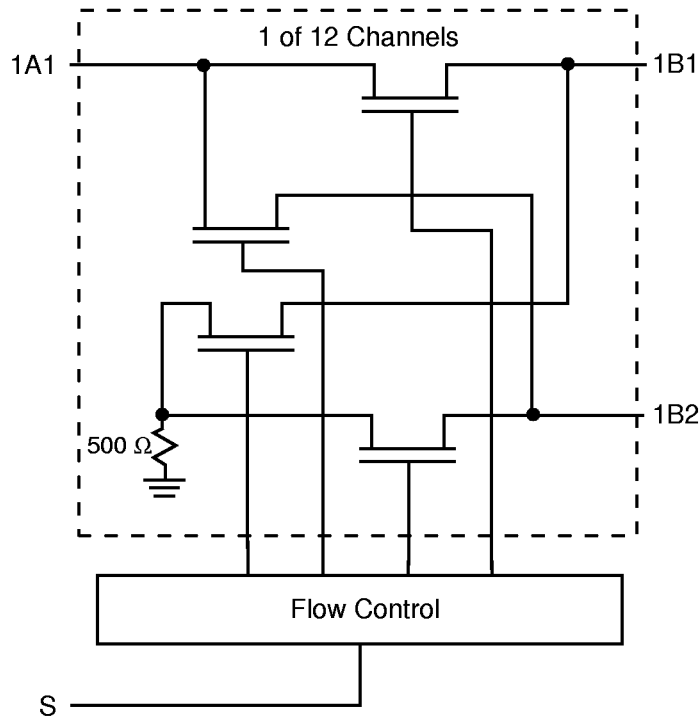 1 of 12 Channels
1A1
1B1
1B2
500 Ω
Flow Control
S